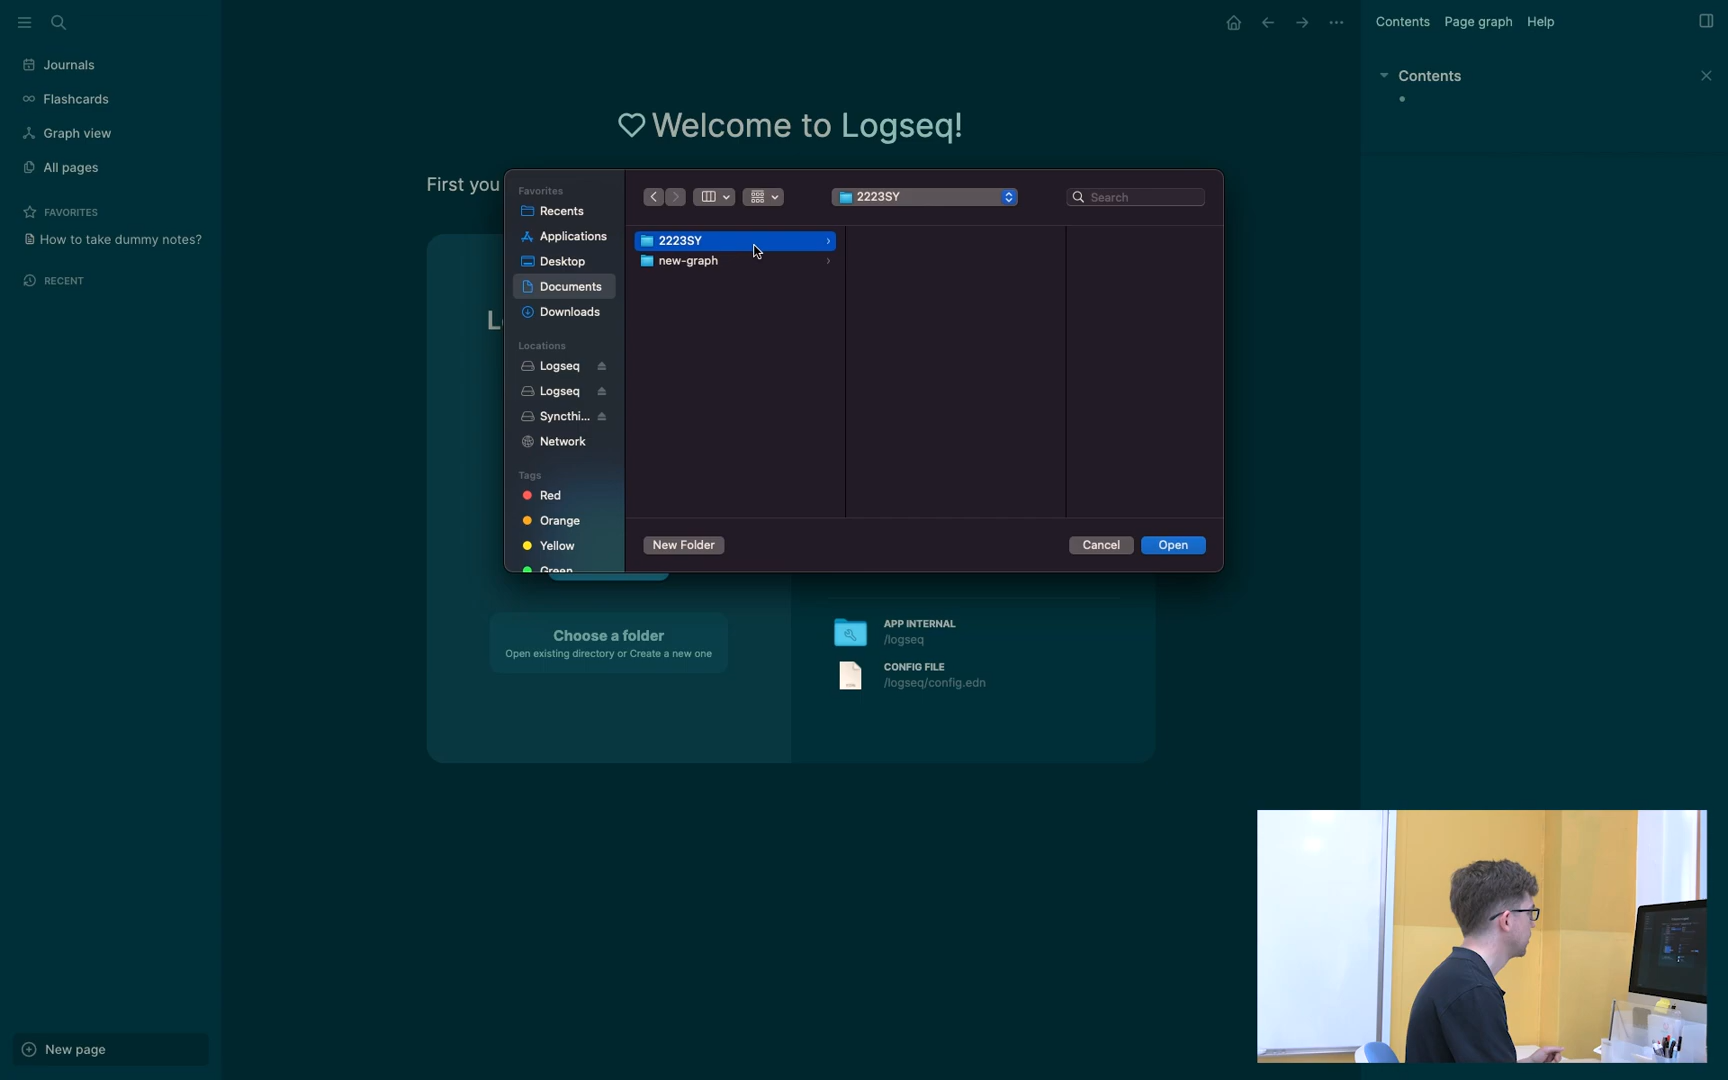 Contents Page graph Help
Journals
Flashcards
Graph view
All pages
FAVORITES
How to take dummy notes?
RECENT
New page
Welcome to Logseq!
First you
L
Favorites
Recents
Applications
Desktop
Documents
Downloads
Locations
Logseq
Logseq
Syncthi...
Network
Tags
Red
Orange
Yellow
Green
2223SY
Search
2223SY
new-graph
New Folder
Cancel
Open
Choose a folder
Open existing directory or Create a new one
APP INTERNAL
/logseq
CONFIG FILE
/logseq/config.edn
Contents